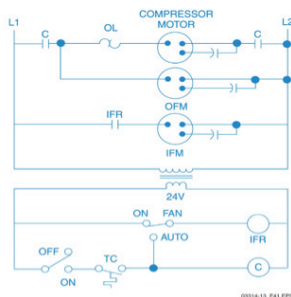 COMPRESSOR
MOTOR
L1
L2
C
OL
C
OFM
IFR
IFM
24V
ON FAN
AUTO
IFR
OFF
ON
TC
C